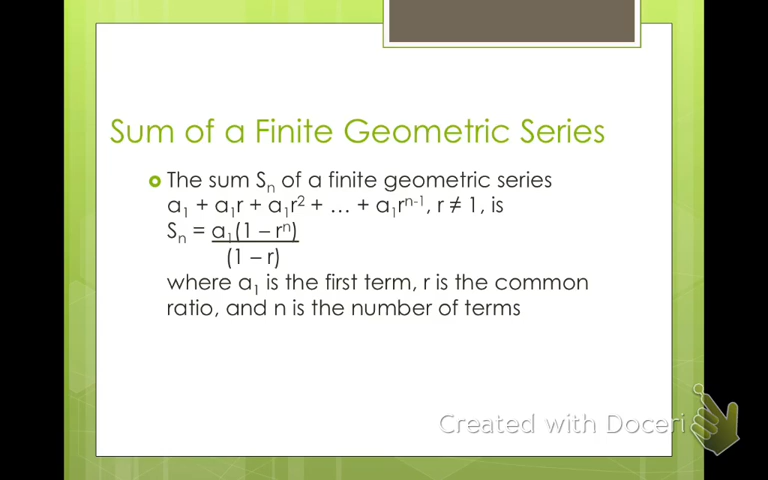 Sum of a Finite Geometric Series
The sum Sₙ of a finite geometric series
a₁ + a₁r + a₁r² + … + a₁rⁿ⁻¹, r ≠ 1, is
Sₙ = a₁(1 – rⁿ)
(1 – r)
where a₁ is the first term, r is the common
ratio, and n is the number of terms
Created with Doceri